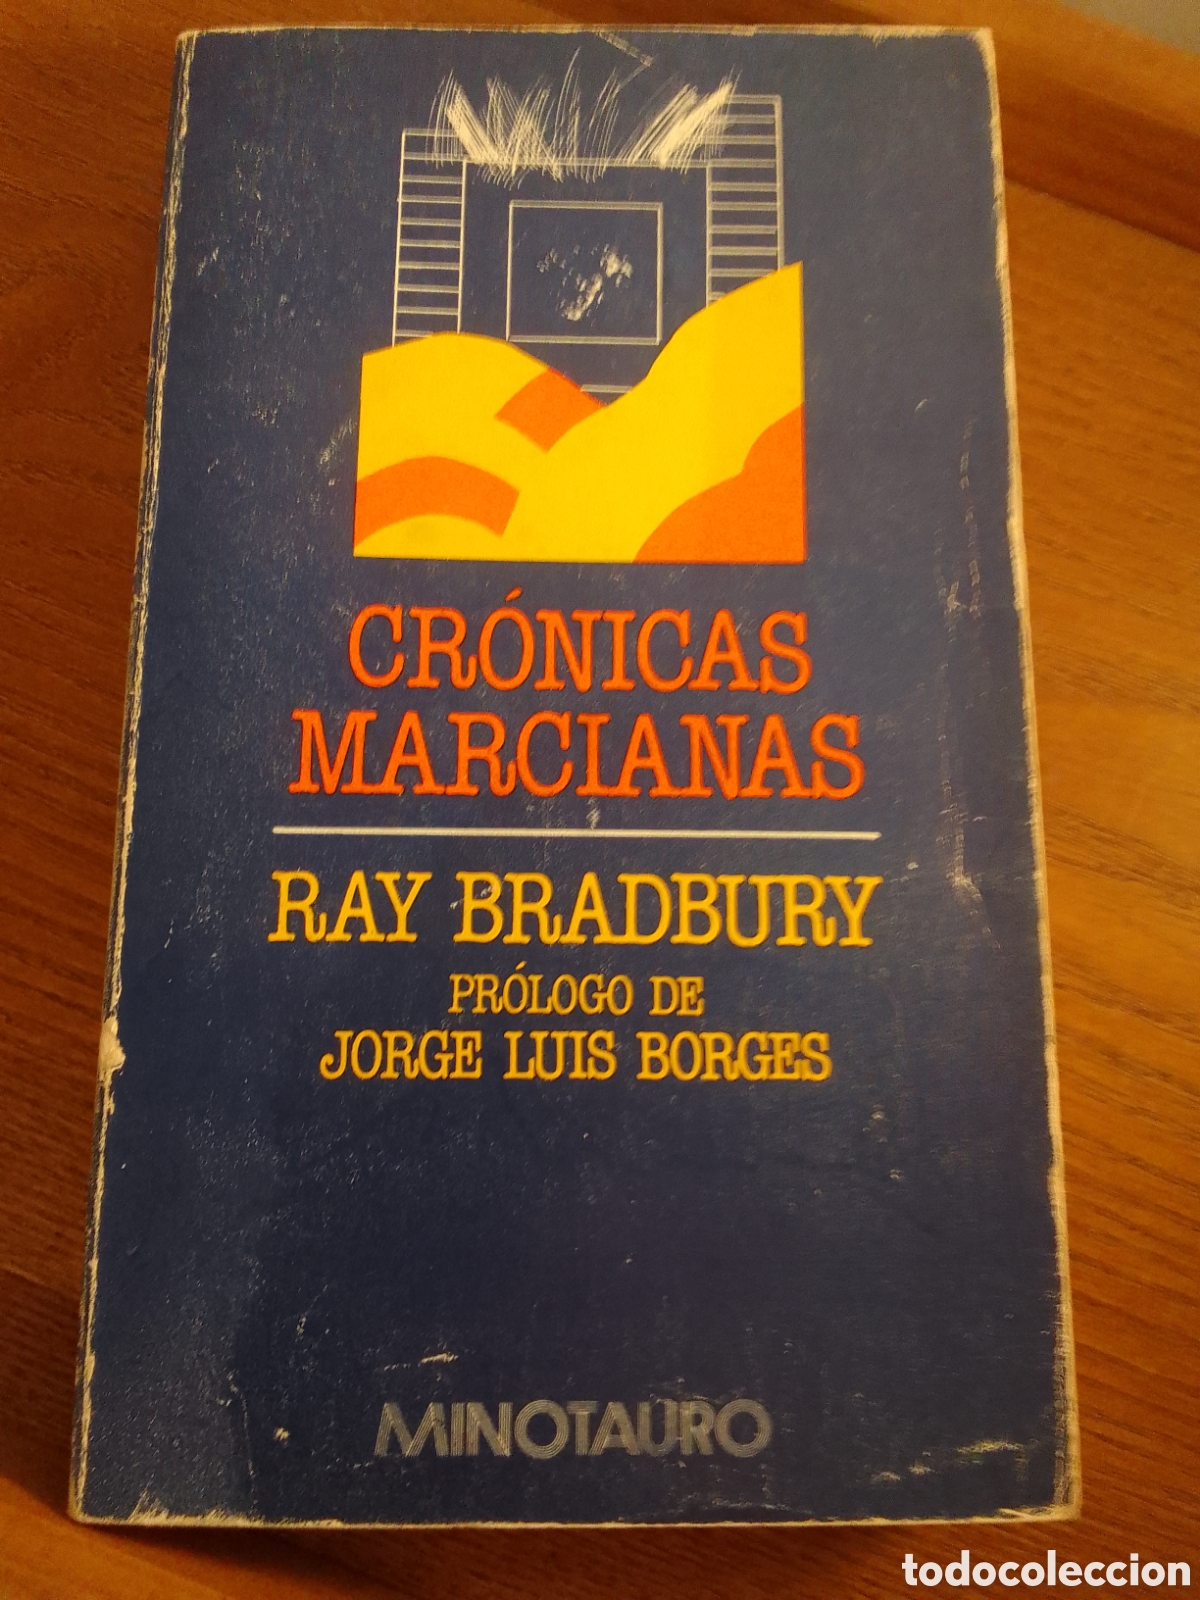 CRÓNICAS
MARCIANAS
RAY BRADBURY
PRÓLOGO DE
JORGE LUIS BORGES
MINOTAURO
todocoleccion